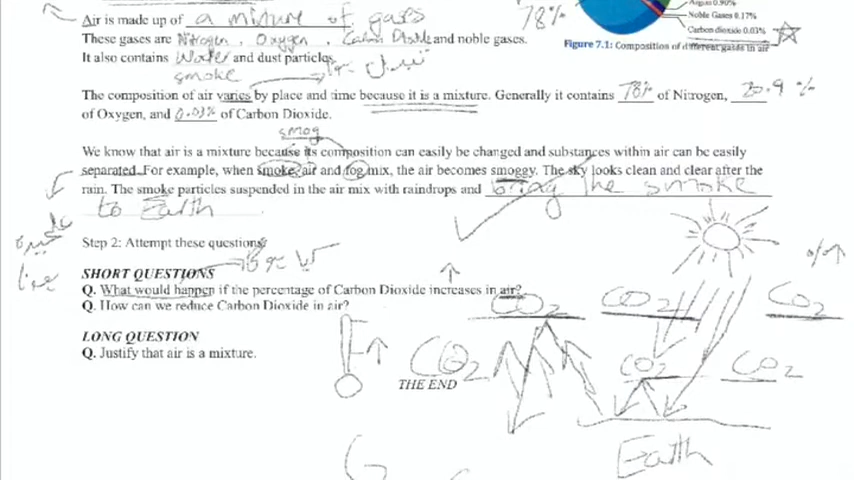 Argon 0.90%
Noble Gases 0.17%
Carbon dioxide 0.03%
78%
Figure 7.1: Composition of different gases in air
Air is made up of a mixture of gases
These gases are Nitrogen, Oxygen, and noble gases.
It also contains Water and dust particles.
smoke
The composition of air varies by place and time because it is a mixture. Generally it contains 78% of Nitrogen, 20.9 %
of Oxygen, and 0.03% of Carbon Dioxide.
smog
We know that air is a mixture because its composition can easily be changed and substances within air can be easily
separated. For example, when smoke, air and fog mix, the air becomes smoggy. The sky looks clean and clear after the
rain. The smoke particles suspended in the air mix with raindrops and bring the smoke
to Earth
Step 2: Attempt these questions.
SHORT QUESTIONS
Q. What would happen if the percentage of Carbon Dioxide increases in air?
Q. How can we reduce Carbon Dioxide in air?
LONG QUESTION
Q. Justify that air is a mixture.
THE END
%
CO2 CO2 CO2
CO2 CO2 CO2
Earth
G